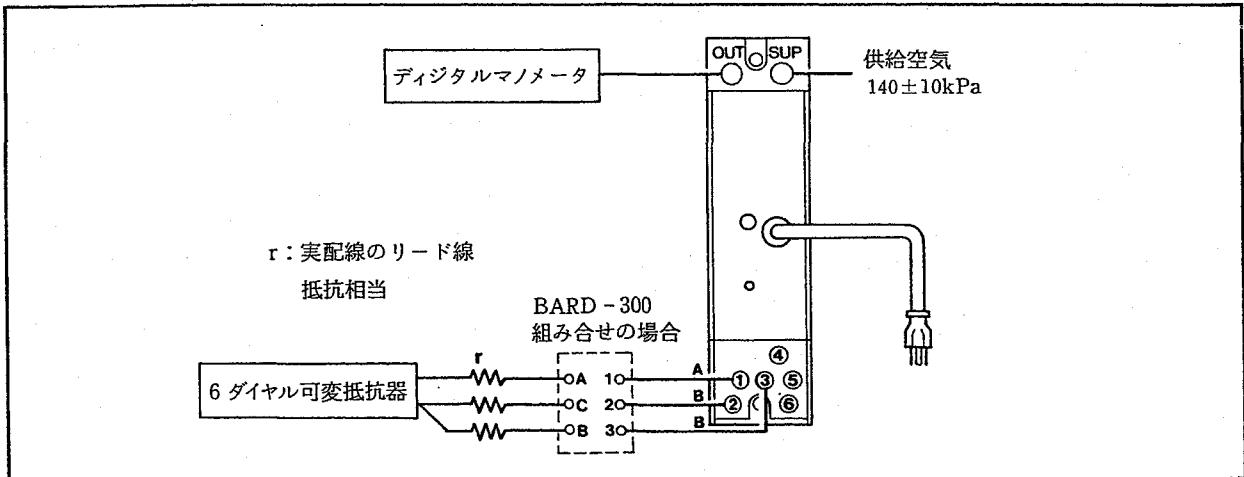 OUT SUP
ディジタルマノメータ
供給空気
140±10kPa
r：実配線のリード線
抵抗相当
BARD－300
組み合せの場合
6 ダイヤル可変抵抗器
r
A 1
C 2
B 3
A
B
B
④
① ③ ⑤
② ⑥